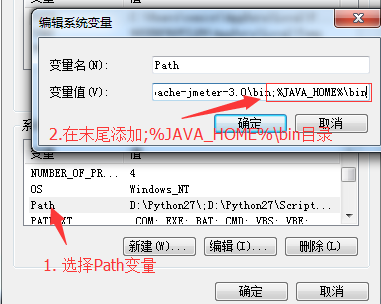 编辑系统变量
变量名(N):
Path
变量值(V):
ache-jmeter-3.0\bin;%JAVA_HOME%\bin
2.在末尾添加;%JAVA_HOME%\bin目录
确定
取消
变量
值
NUMBER_OF_PR... 4
OS Windows_NT
Path D:\Python27\;D:\Python27\Script...
PATHEXT .COM;.EXE;.BAT;.CMD;.VBS;.VBE;
新建(W)...
编辑(I)...
删除(L)
1. 选择Path变量
确定
取消